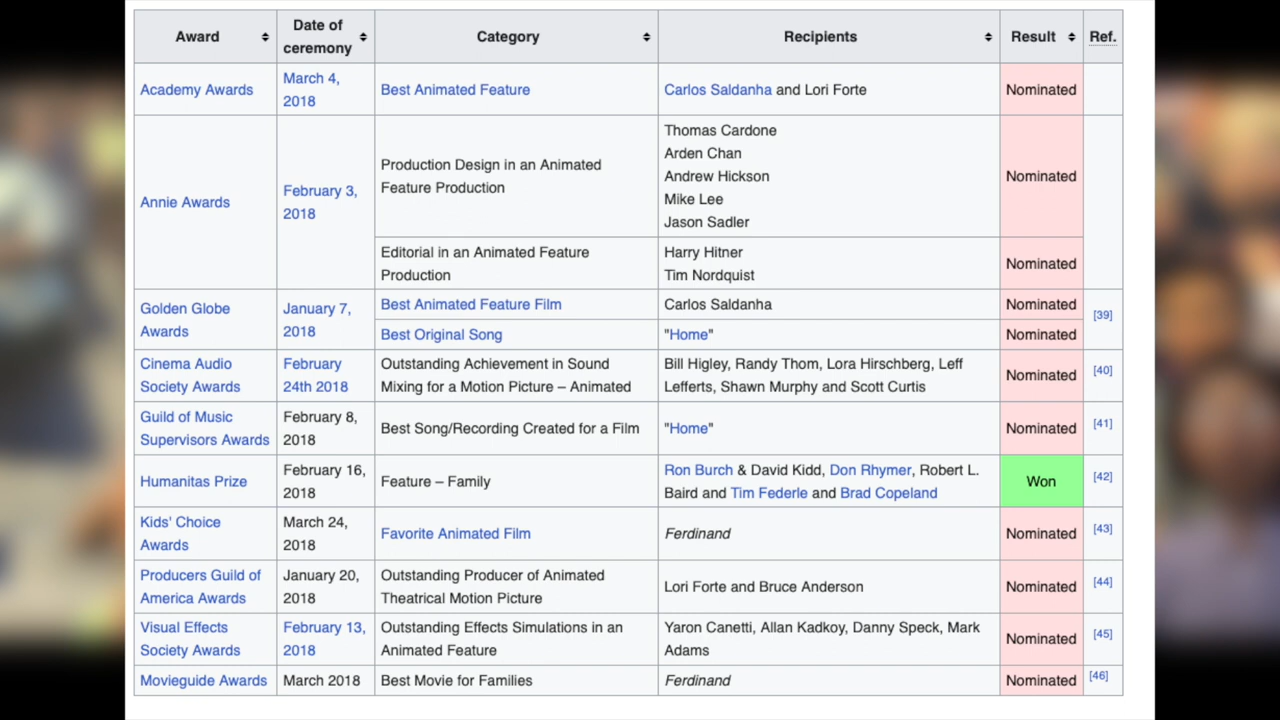 Award Date of ceremony Category Recipients Result Ref.
Academy Awards March 4, 2018 Best Animated Feature Carlos Saldanha and Lori Forte Nominated
Annie Awards February 3, 2018 Production Design in an Animated Feature Production Thomas Cardone
Arden Chan
Andrew Hickson
Mike Lee
Jason Sadler Nominated
Editorial in an Animated Feature Production Harry Hitner
Tim Nordquist Nominated
Golden Globe Awards January 7, 2018 Best Animated Feature Film Carlos Saldanha Nominated [39]
Best Original Song "Home" Nominated
Cinema Audio Society Awards February 24th 2018 Outstanding Achievement in Sound Mixing for a Motion Picture – Animated Bill Higley, Randy Thom, Lora Hirschberg, Leff Lefferts, Shawn Murphy and Scott Curtis Nominated [40]
Guild of Music Supervisors Awards February 8, 2018 Best Song/Recording Created for a Film "Home" Nominated [41]
Humanitas Prize February 16, 2018 Feature – Family Ron Burch & David Kidd, Don Rhymer, Robert L. Baird and Tim Federle and Brad Copeland Won [42]
Kids' Choice Awards March 24, 2018 Favorite Animated Film Ferdinand Nominated [43]
Producers Guild of America Awards January 20, 2018 Outstanding Producer of Animated Theatrical Motion Picture Lori Forte and Bruce Anderson Nominated [44]
Visual Effects Society Awards February 13, 2018 Outstanding Effects Simulations in an Animated Feature Yaron Canetti, Allan Kadkoy, Danny Speck, Mark Adams Nominated [45]
Movieguide Awards March 2018 Best Movie for Families Ferdinand Nominated [46]